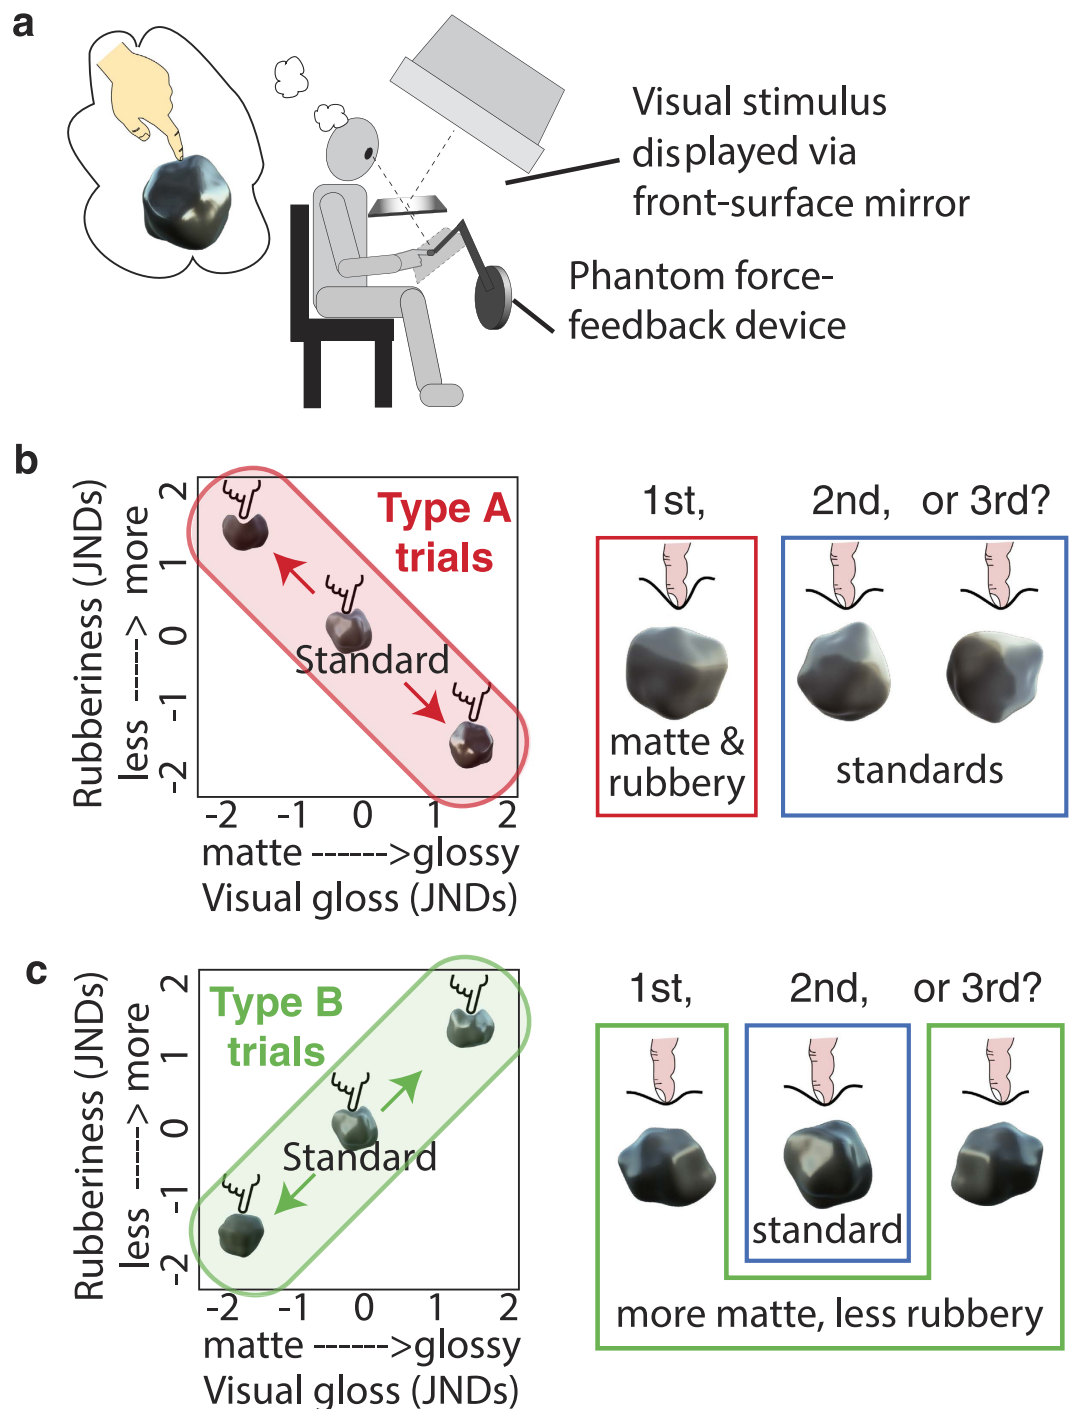 a
Visual stimulus
displayed via
front-surface mirror
Phantom force-
feedback device
b
Rubberiness (JNDs)
less ------> more
2
1
0
-1
-2
Type A
trials
Standard
-2 -1 0 1 2
matte ------>glossy
Visual gloss (JNDs)
1st, 2nd, or 3rd?
matte &
rubbery
standards
c
Rubberiness (JNDs)
less ------> more
2
1
0
-1
-2
Type B
trials
Standard
-2 -1 0 1 2
matte ------>glossy
Visual gloss (JNDs)
1st, 2nd, or 3rd?
standard
more matte, less rubbery